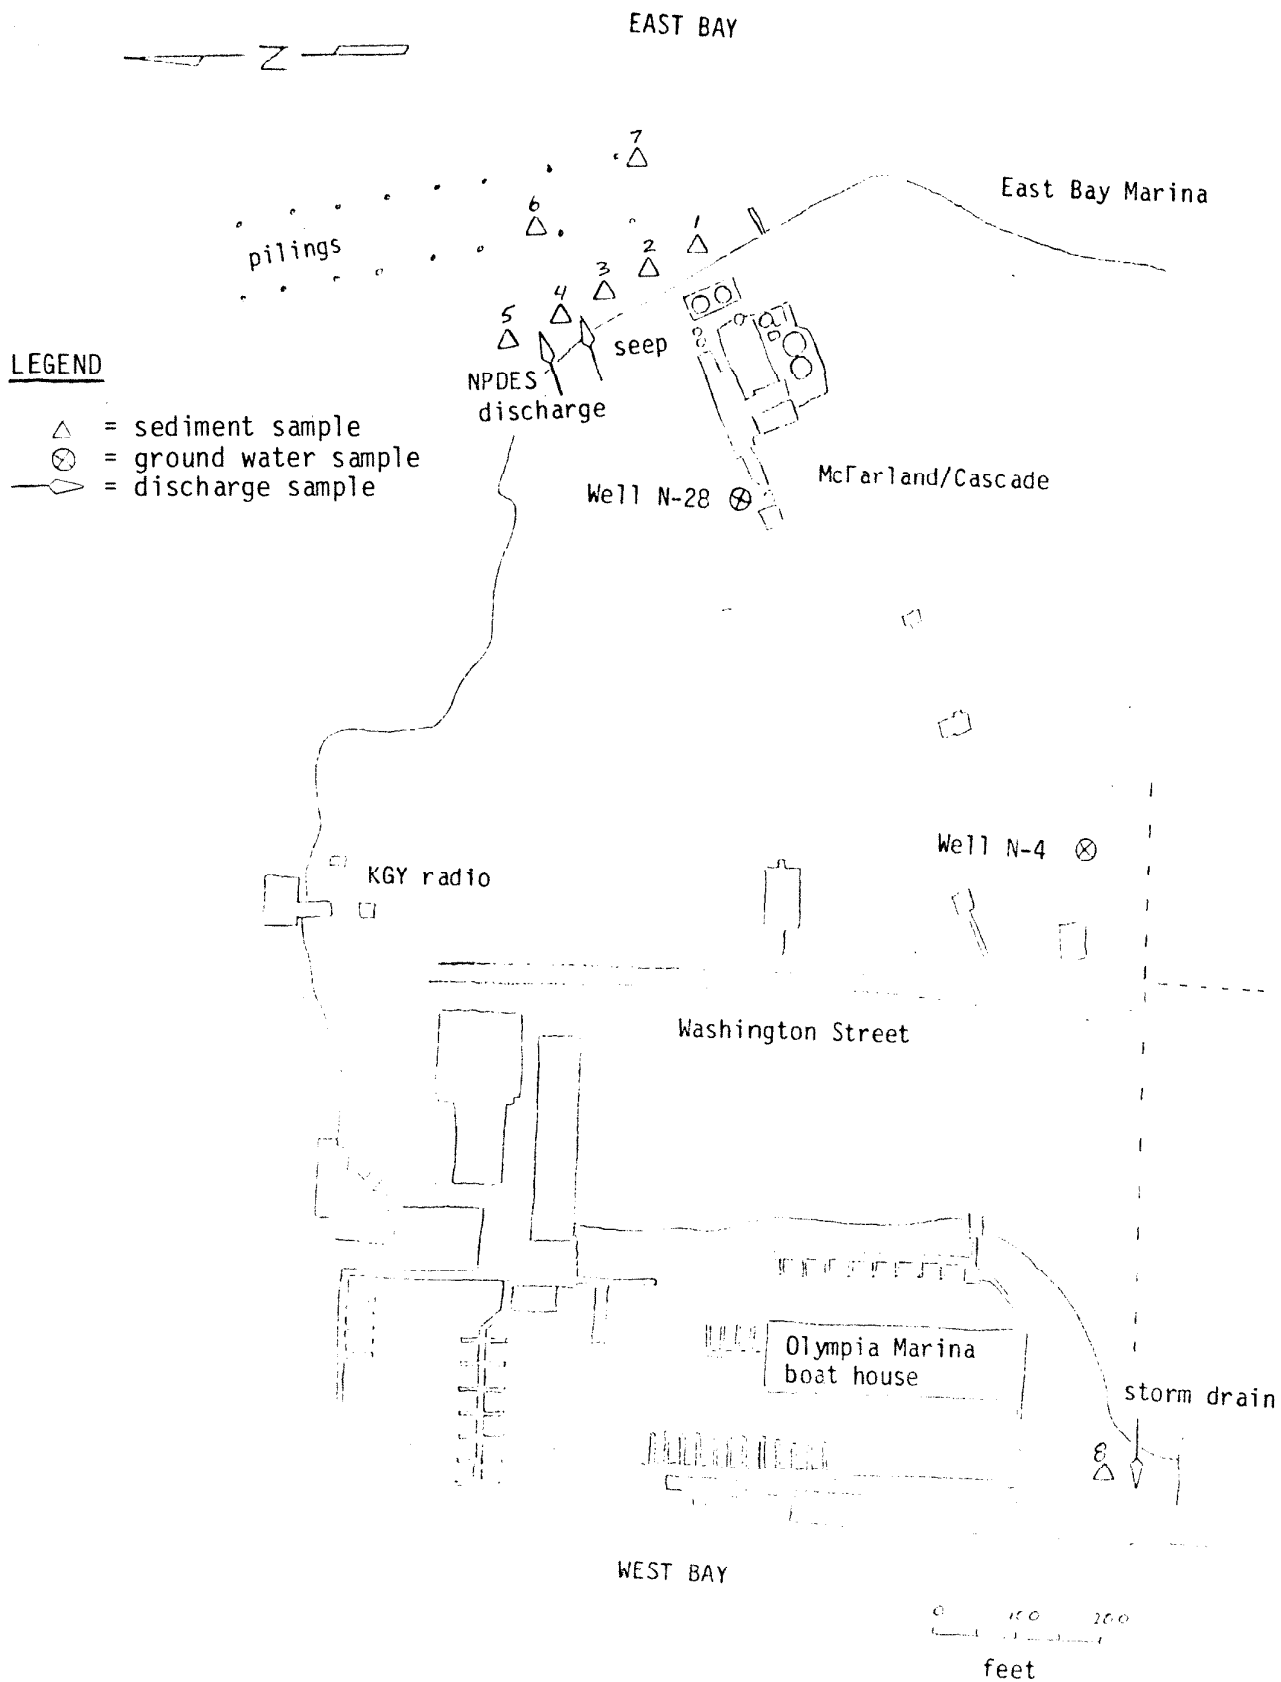 EAST BAY
Z
7
East Bay Marina
6
1
pilings
2
3
4
5
seep
LEGEND
NPDES
discharge
△ = sediment sample
⊗ = ground water sample
= discharge sample
McFarland/Cascade
Well N-28
Well N-4
KGY radio
Washington Street
Olympia Marina
boat house
storm drain
8
WEST BAY
0 100 200
feet